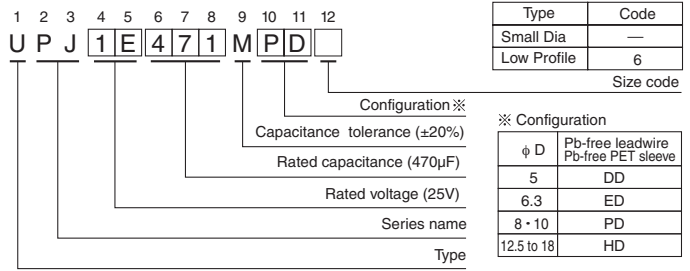 1 2 3 4 5 6 7 8 9 10 11 12
U P J 1 E 4 7 1 M P D
Type Code
Small Dia —
Low Profile 6
Size code
Configuration※
Capacitance tolerance (±20%)
Rated capacitance (470µF)
Rated voltage (25V)
Series name
Type
※ Configuration
ϕ D Pb-free leadwire
Pb-free PET sleeve
5 DD
6.3 ED
8・10 PD
12.5 to 18 HD